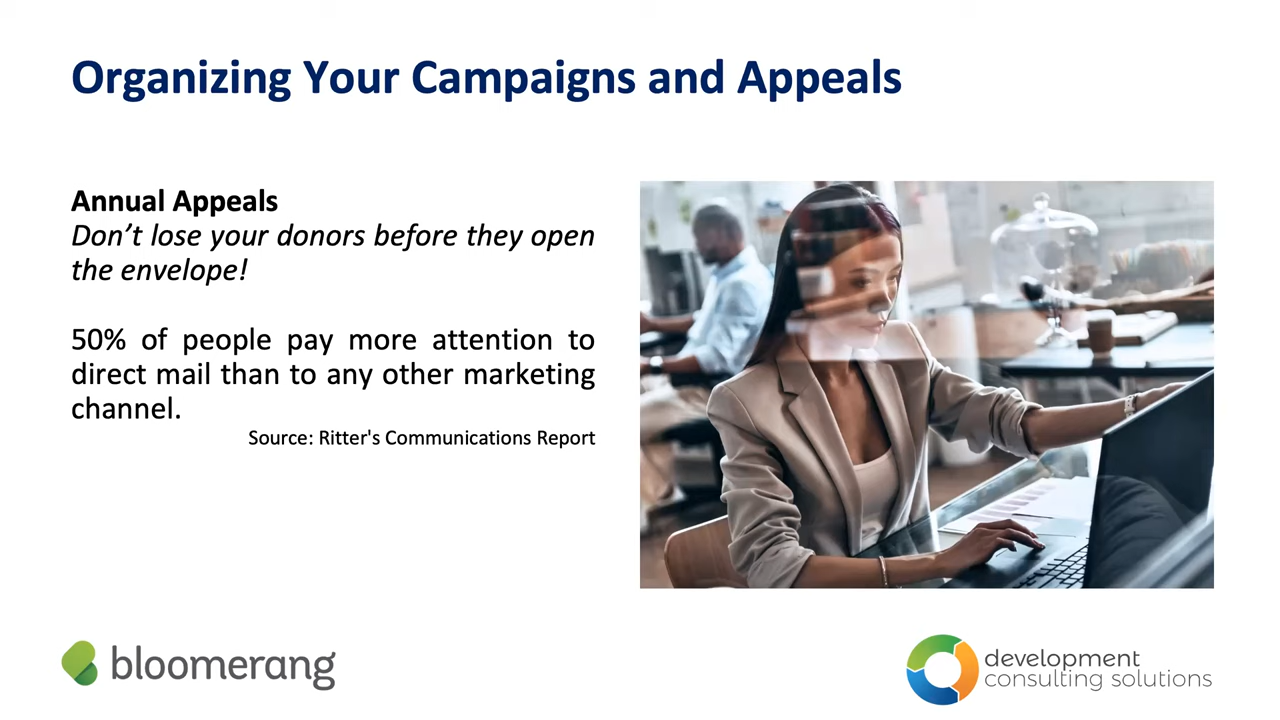 Organizing Your Campaigns and Appeals
Annual Appeals
Don’t lose your donors before they open
the envelope!
50% of people pay more attention to
direct mail than to any other marketing
channel.
Source: Ritter's Communications Report
bloomerang
development
consulting solutions